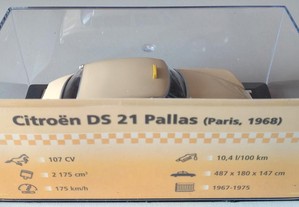 Citroën DS 21 Pallas (Paris, 1968)
107 CV
10,4 l/100 km
2 175 cm³
487 x 180 x 147 cm
175 km/h
1967-1975